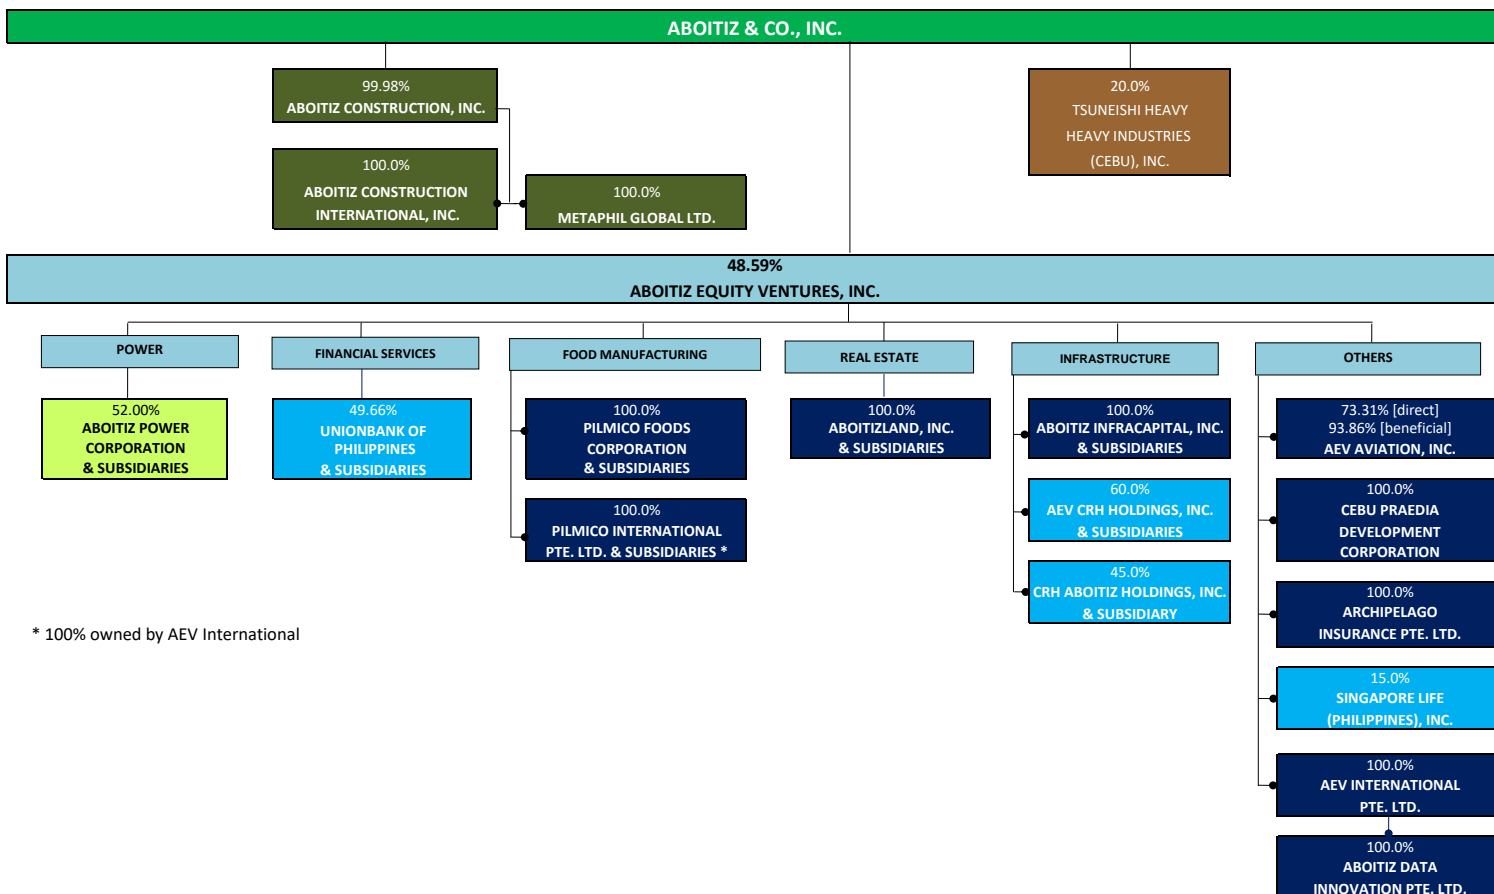 ABOITIZ & CO., INC.
99.98%
ABOITIZ CONSTRUCTION, INC.
20.0%
TSUNEISHI HEAVY
HEAVY INDUSTRIES
(CEBU), INC.
100.0%
ABOITIZ CONSTRUCTION
INTERNATIONAL, INC.
100.0%
METAPHIL GLOBAL LTD.
48.59%
ABOITIZ EQUITY VENTURES, INC.
POWER
FINANCIAL SERVICES
FOOD MANUFACTURING
REAL ESTATE
INFRASTRUCTURE
OTHERS
52.00%
ABOITIZ POWER
CORPORATION
& SUBSIDIARIES
49.66%
UNIONBANK OF
PHILIPPINES
& SUBSIDIARIES
100.0%
PILMICO FOODS
CORPORATION
& SUBSIDIARIES
100.0%
PILMICO INTERNATIONAL
PTE. LTD. & SUBSIDIARIES *
100.0%
ABOITIZLAND, INC.
& SUBSIDIARIES
100.0%
ABOITIZ INFRACAPITAL, INC.
& SUBSIDIARIES
60.0%
AEV CRH HOLDINGS, INC.
& SUBSIDIARIES
45.0%
CRH ABOITIZ HOLDINGS, INC.
& SUBSIDIARY
73.31% [direct]
93.86% [beneficial]
AEV AVIATION, INC.
100.0%
CEBU PRAEDIA
DEVELOPMENT
CORPORATION
100.0%
ARCHIPELAGO
INSURANCE PTE. LTD.
15.0%
SINGAPORE LIFE
(PHILIPPINES), INC.
100.0%
AEV INTERNATIONAL
PTE. LTD.
100.0%
ABOITIZ DATA
INNOVATION PTE. LTD.
* 100% owned by AEV International